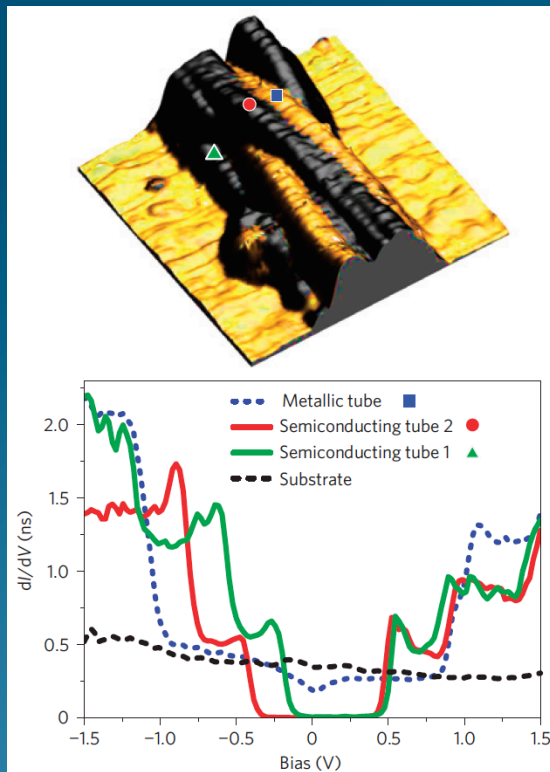 Metallic tube
Semiconducting tube 2
Semiconducting tube 1
Substrate
dI/dV (ns)
2.0
1.5
1.0
0.5
0
−1.5 −1.0 −0.5 0 0.5 1.0 1.5
Bias (V)